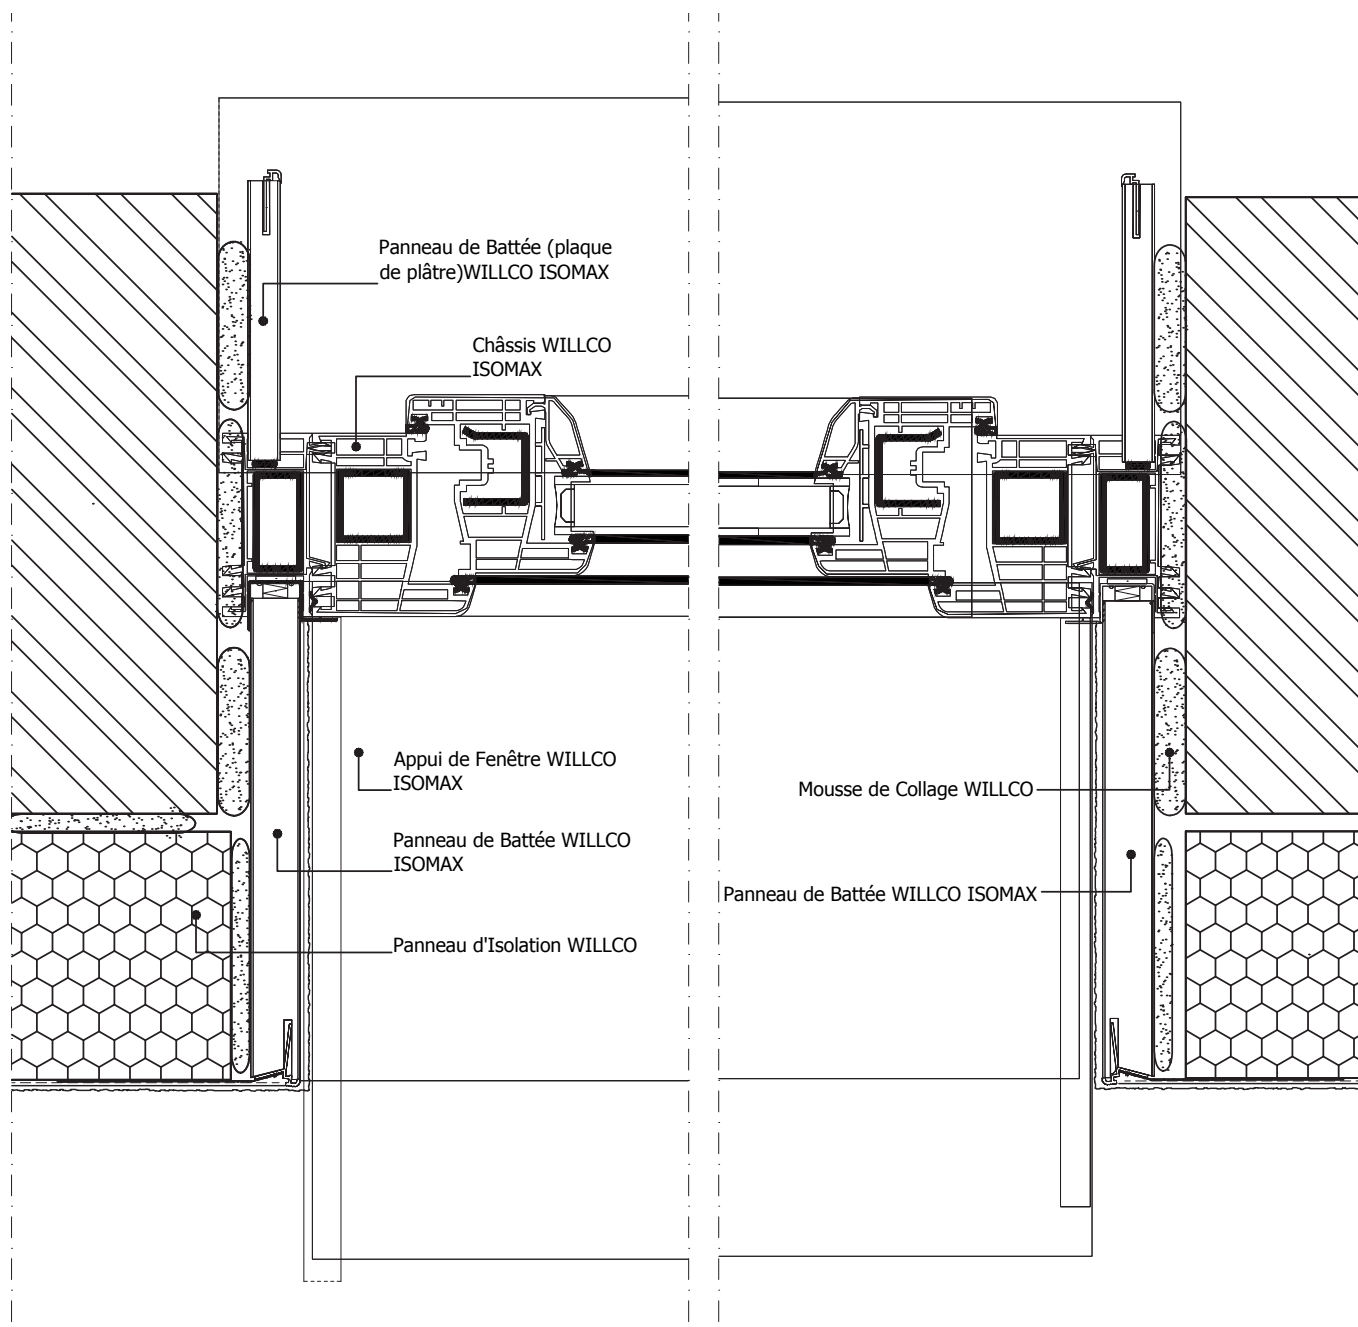 Panneau de Battée (plaque
de plâtre)WILLCO ISOMAX
Châssis WILLCO
ISOMAX
Appui de Fenêtre WILLCO
ISOMAX
Panneau de Battée WILLCO
ISOMAX
Panneau d'Isolation WILLCO
Mousse de Collage WILLCO
Panneau de Battée WILLCO ISOMAX